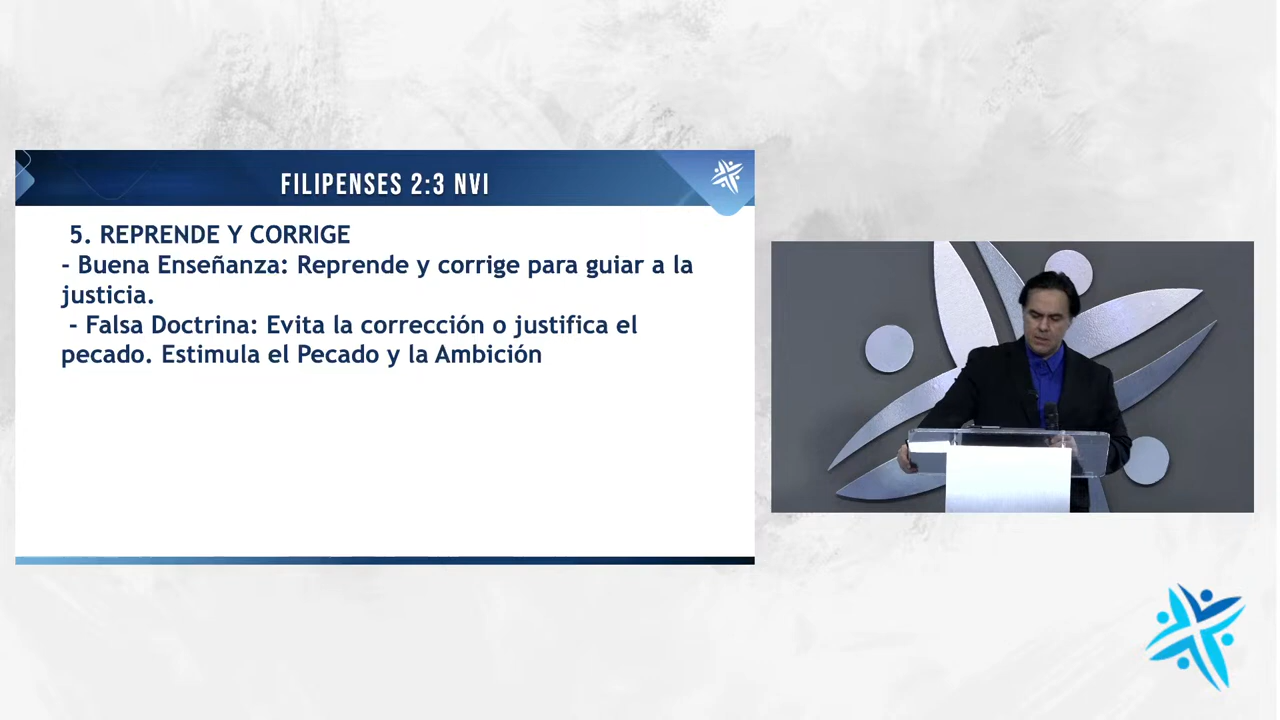 FILIPENSES 2:3 NVI
5. REPRENDE Y CORRIGE
- Buena Enseñanza: Reprende y corrige para guiar a la
justicia.
- Falsa Doctrina: Evita la corrección o justifica el
pecado. Estimula el Pecado y la Ambición